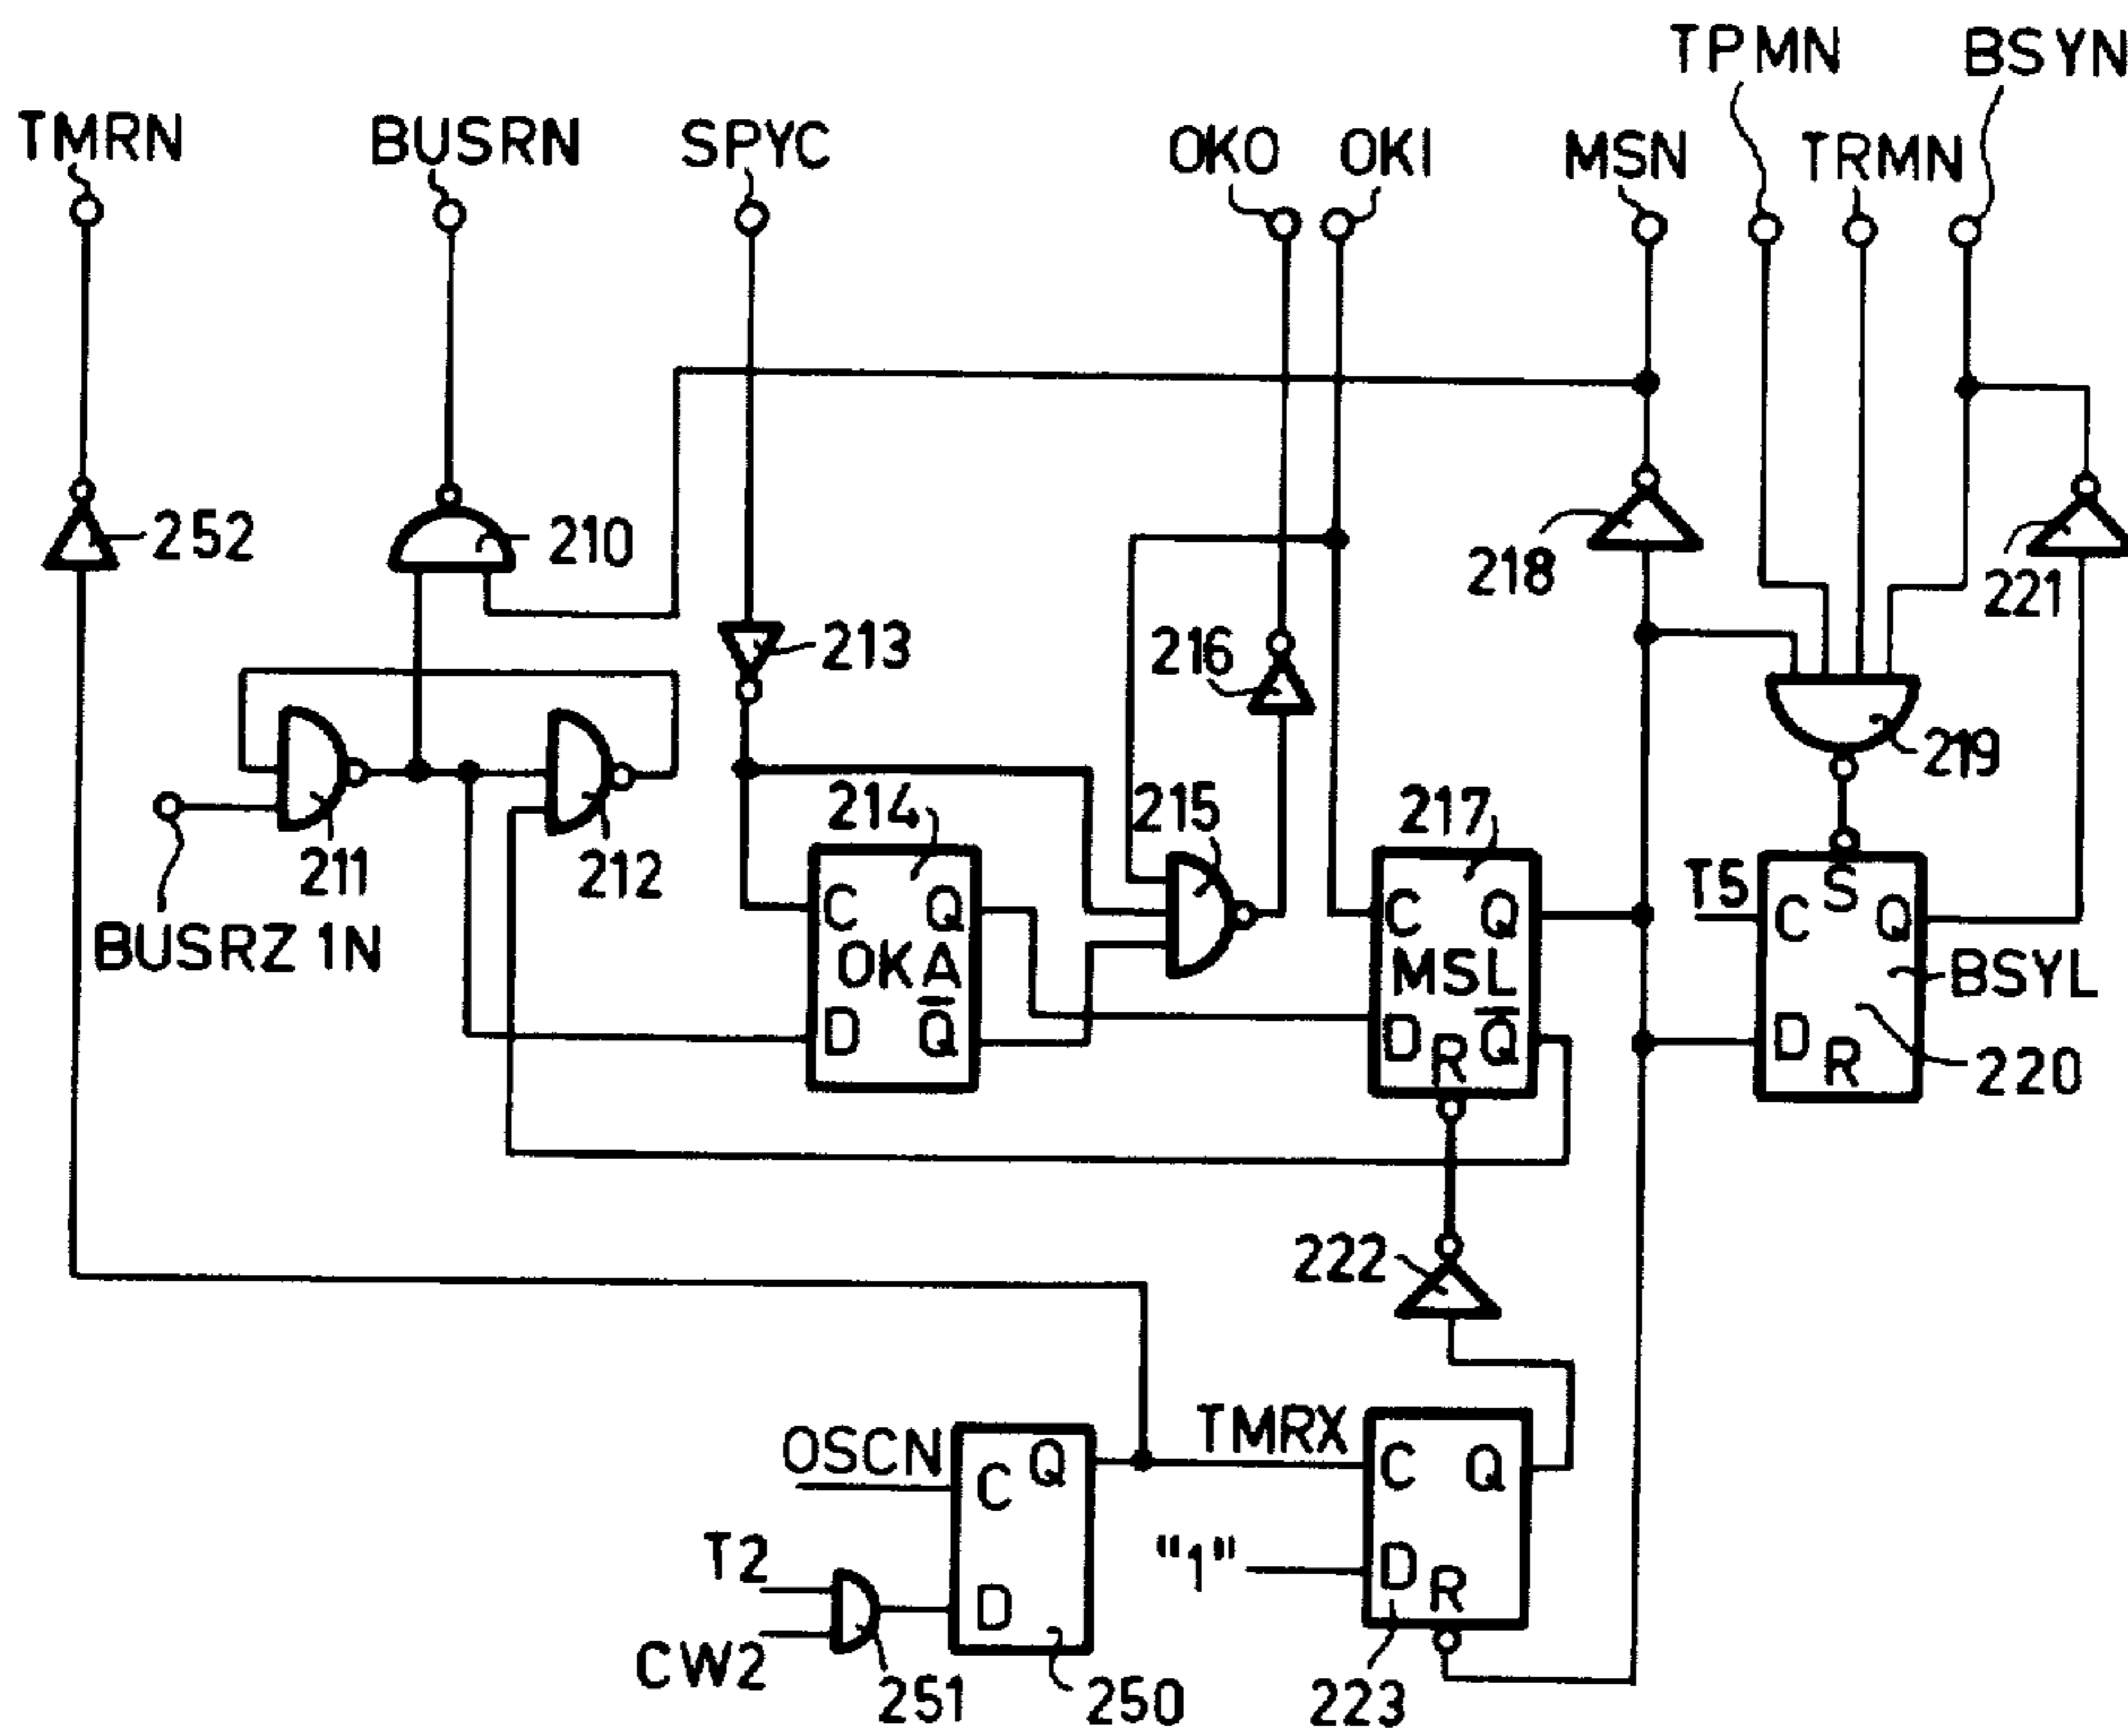 TPMN
BSYN
TMRN
BUSRN
SPYC
OKO
OKI
MSN
TRMN
252
210
218
221
213
216
219
214
215
217
211
212
BUSRZ 1N
C Q
OKA
D Q̅
C Q
MSL
D R Q̅
T5
C S Q
D R
BSYL
220
222
OSCN
C Q
D
TMRX
C Q
D R
"1"
T2
CW2
251
250
223